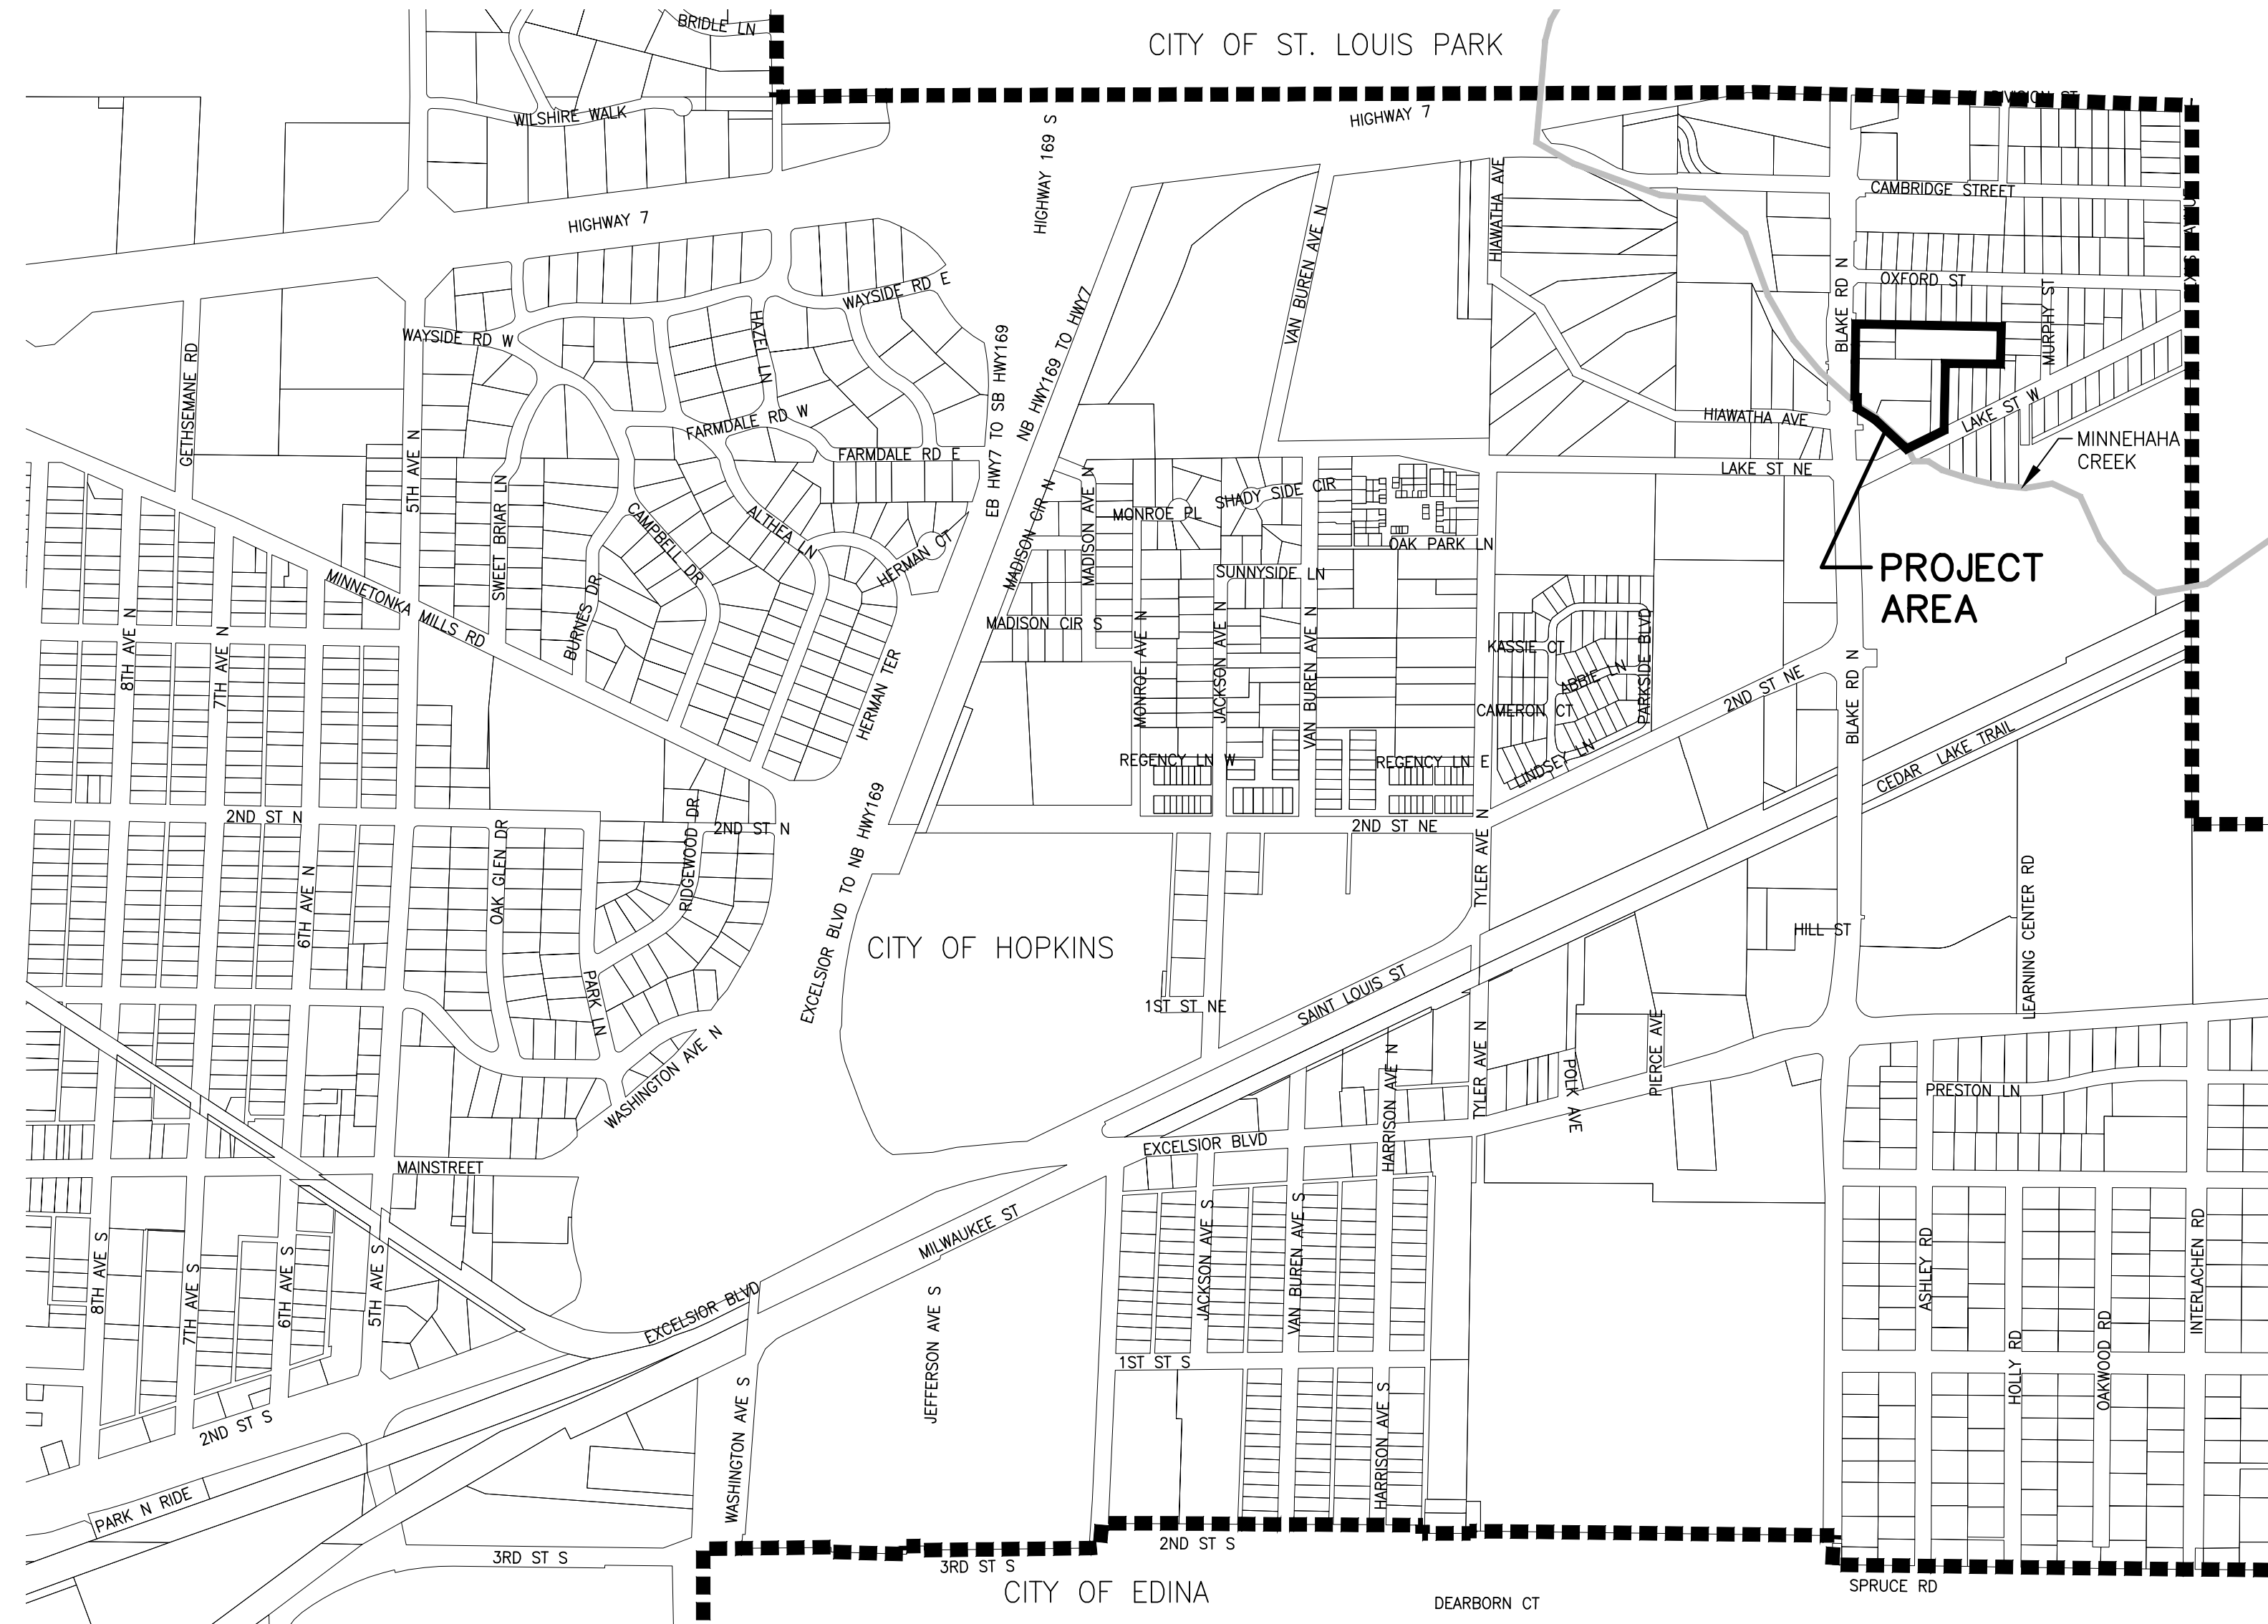 BRIDLE LN
CITY OF ST. LOUIS PARK
DIVISION ST
WILSHIRE WALK
HIGHWAY 7
HIGHWAY 169 S
CAMBRIDGE STREET
HIGHWAY 7
HIAWATHA AVE
VAN BUREN AVE N
BLAKE RD N
OXFORD ST
MURPHY ST
WAYSIDE RD E
WAYSIDE RD W
HAZEL LN
GETHSEMANE RD
EB HWY7 TO SB HWY169
NB HWY169 TO HWY7
FARMDALE RD W
FARMDALE RD E
HIAWATHA AVE
LAKE ST W
MINNEHAHA
CREEK
LAKE ST NE
5TH AVE N
SWEET BRIAR LN
CAMPBELL DR
ALTHEA LN
HERMAN CT
MADISON CIR N
MADISON AVE N
MONROE PL
SHADY SIDE CIR
OAK PARK LN
SUNNYSIDE LN
PROJECT
AREA
MINNETONKA
MILLS RD
BURNES DR
8TH AVE N
7TH AVE N
HERMAN TER
MADISON CIR S
MONROE AVE N
JACKSON AVE N
VAN BUREN AVE N
KASSIE CT
ABBIE LN
CAMERON CT
PARKSIDE BLVD
LINDSEY LN
2ND ST NE
BLAKE RD N
CEDAR LAKE TRAIL
REGENCY LN W
REGENCY LN E
2ND ST N
2ND ST N
2ND ST NE
OAK GLEN DR
RIDGEWOOD DR
EXCELSIOR BLVD TO NB HWY169
TYLER AVE N
6TH AVE N
CITY OF HOPKINS
HILL ST
LEARNING CENTER RD
PARK LN
1ST ST NE
SAINT LOUIS ST
WASHINGTON AVE N
HARRISON AVE N
TYLER AVE N
POLK AVE
PIERCE AVE
PRESTON LN
EXCELSIOR BLVD
MAINSTREET
MILWAUKEE ST
8TH AVE S
7TH AVE S
6TH AVE S
5TH AVE S
JACKSON AVE S
VAN BUREN AVE S
ASHLEY RD
HOLLY RD
OAKWOOD RD
INTERLACHEN RD
EXCELSIOR BLVD
JEFFERSON AVE S
1ST ST S
2ND ST S
WASHINGTON AVE S
HARRISON AVE S
PARK N RIDE
3RD ST S
3RD ST S
2ND ST S
CITY OF EDINA
DEARBORN CT
SPRUCE RD